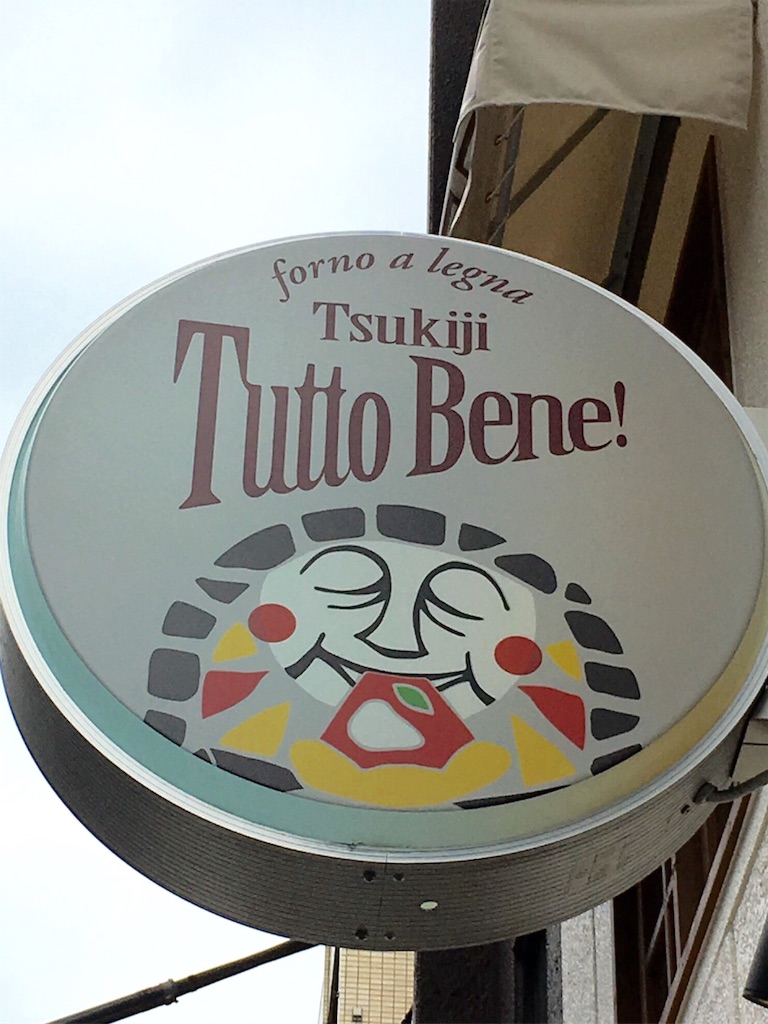 forno a legna
Tsukiji
Tutto Bene!